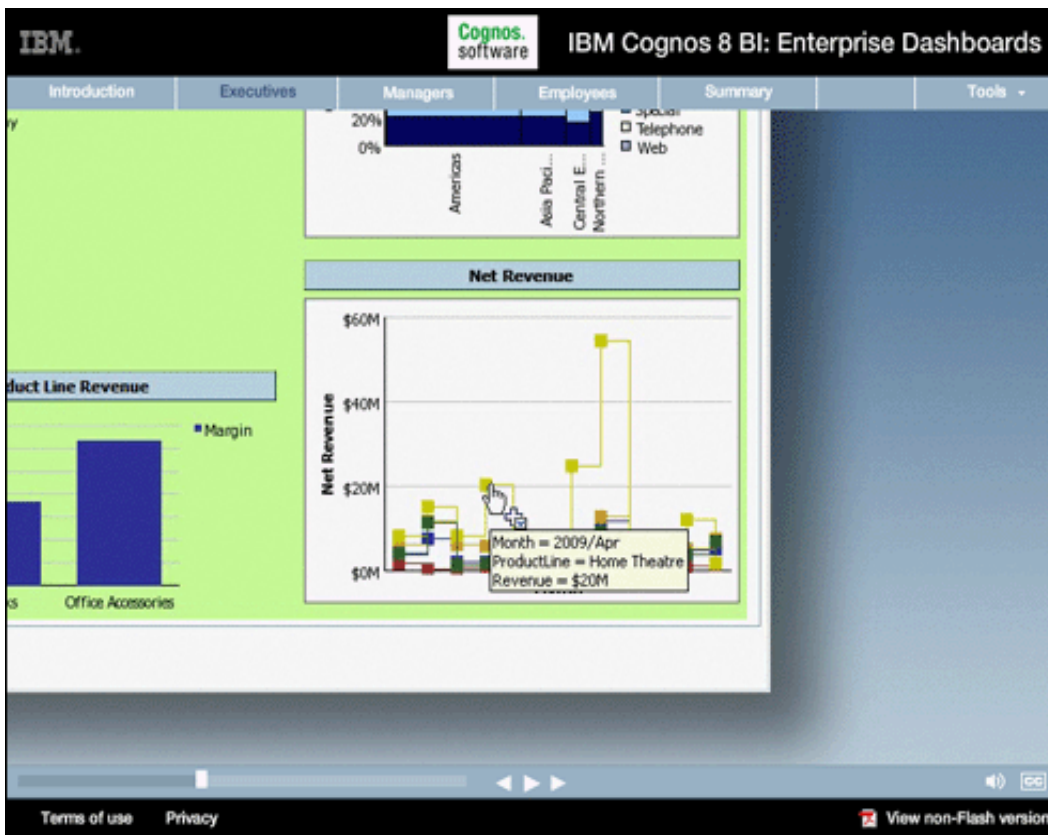 IBM.
Cognos.
software
IBM Cognos 8 BI: Enterprise Dashboards
Introduction
Executives
Managers
Employees
Summary
Tools
20%
0%
Special
Telephone
Web
Americas
Asia Paci...
Central E...
Northern ...
Net Revenue
$60M
$40M
$20M
$0M
Net Revenue
Month = 2009/Apr
ProductLine = Home Theatre
Revenue = $20M
duct Line Revenue
Margin
Office Accessories
CC
Terms of use
Privacy
View non-Flash version